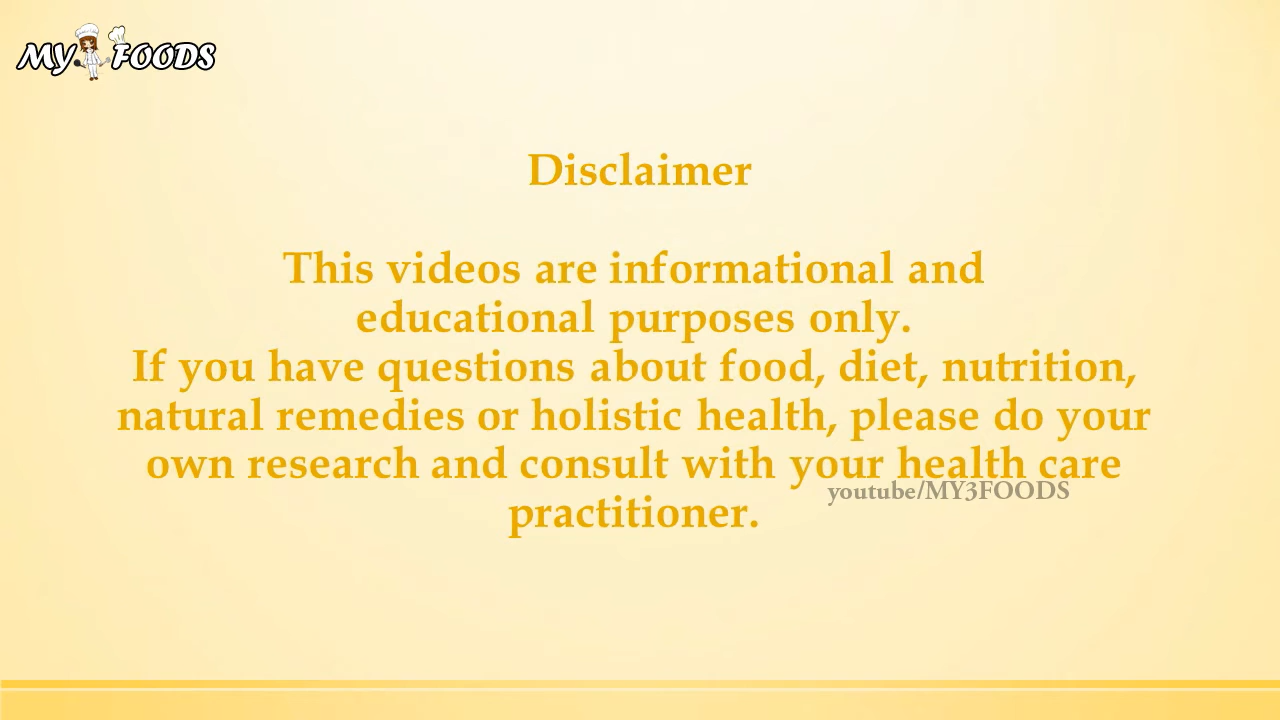 MY FOODS
Disclaimer
This videos are informational and
educational purposes only.
If you have questions about food, diet, nutrition,
natural remedies or holistic health, please do your
own research and consult with your health care
youtube/MY3FOODS
practitioner.